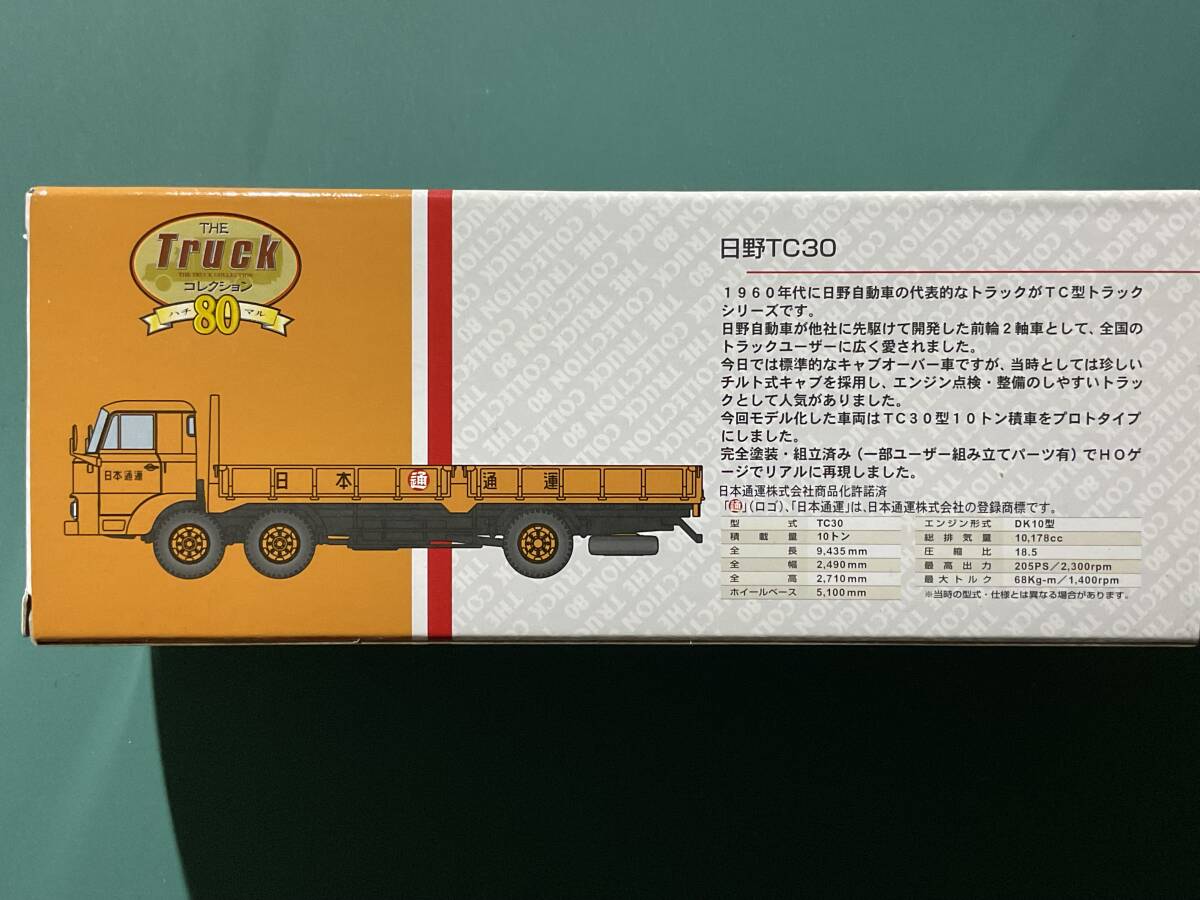 THE
Truck
THE TRUCK COLLECTION
コレクション
ハチ 80 マル
日本通運
日本 通 通運
日野TC30
1960年代に日野自動車の代表的なトラックがTC型トラック
シリーズです。
日野自動車が他社に先駆けて開発した前輪2軸車として、全国の
トラックユーザーに広く愛されました。
今日では標準的なキャブオーバー車ですが、当時としては珍しい
チルト式キャブを採用し、エンジン点検・整備のしやすいトラッ
クとして人気がありました。
今回モデル化した車両はTC30型10トン積車をプロトタイプ
にしました。
完全塗装・組立済み(一部ユーザー組み立てパーツ有)でHOゲ
ージでリアルに再現しました。
日本通運株式会社商品化許諾済
「通」(ロゴ)、「日本通運」は、日本通運株式会社の登録商標です。
型式 TC30
積載量 10トン
全長 9,435mm
全幅 2,490mm
全高 2,710mm
ホイールベース 5,100mm
エンジン形式 DK10型
総排気量 10,178cc
圧縮比 18.5
最高出力 205PS/2,300rpm
最大トルク 68Kg-m/1,400rpm
※当時の型式・仕様とは異なる場合があります。